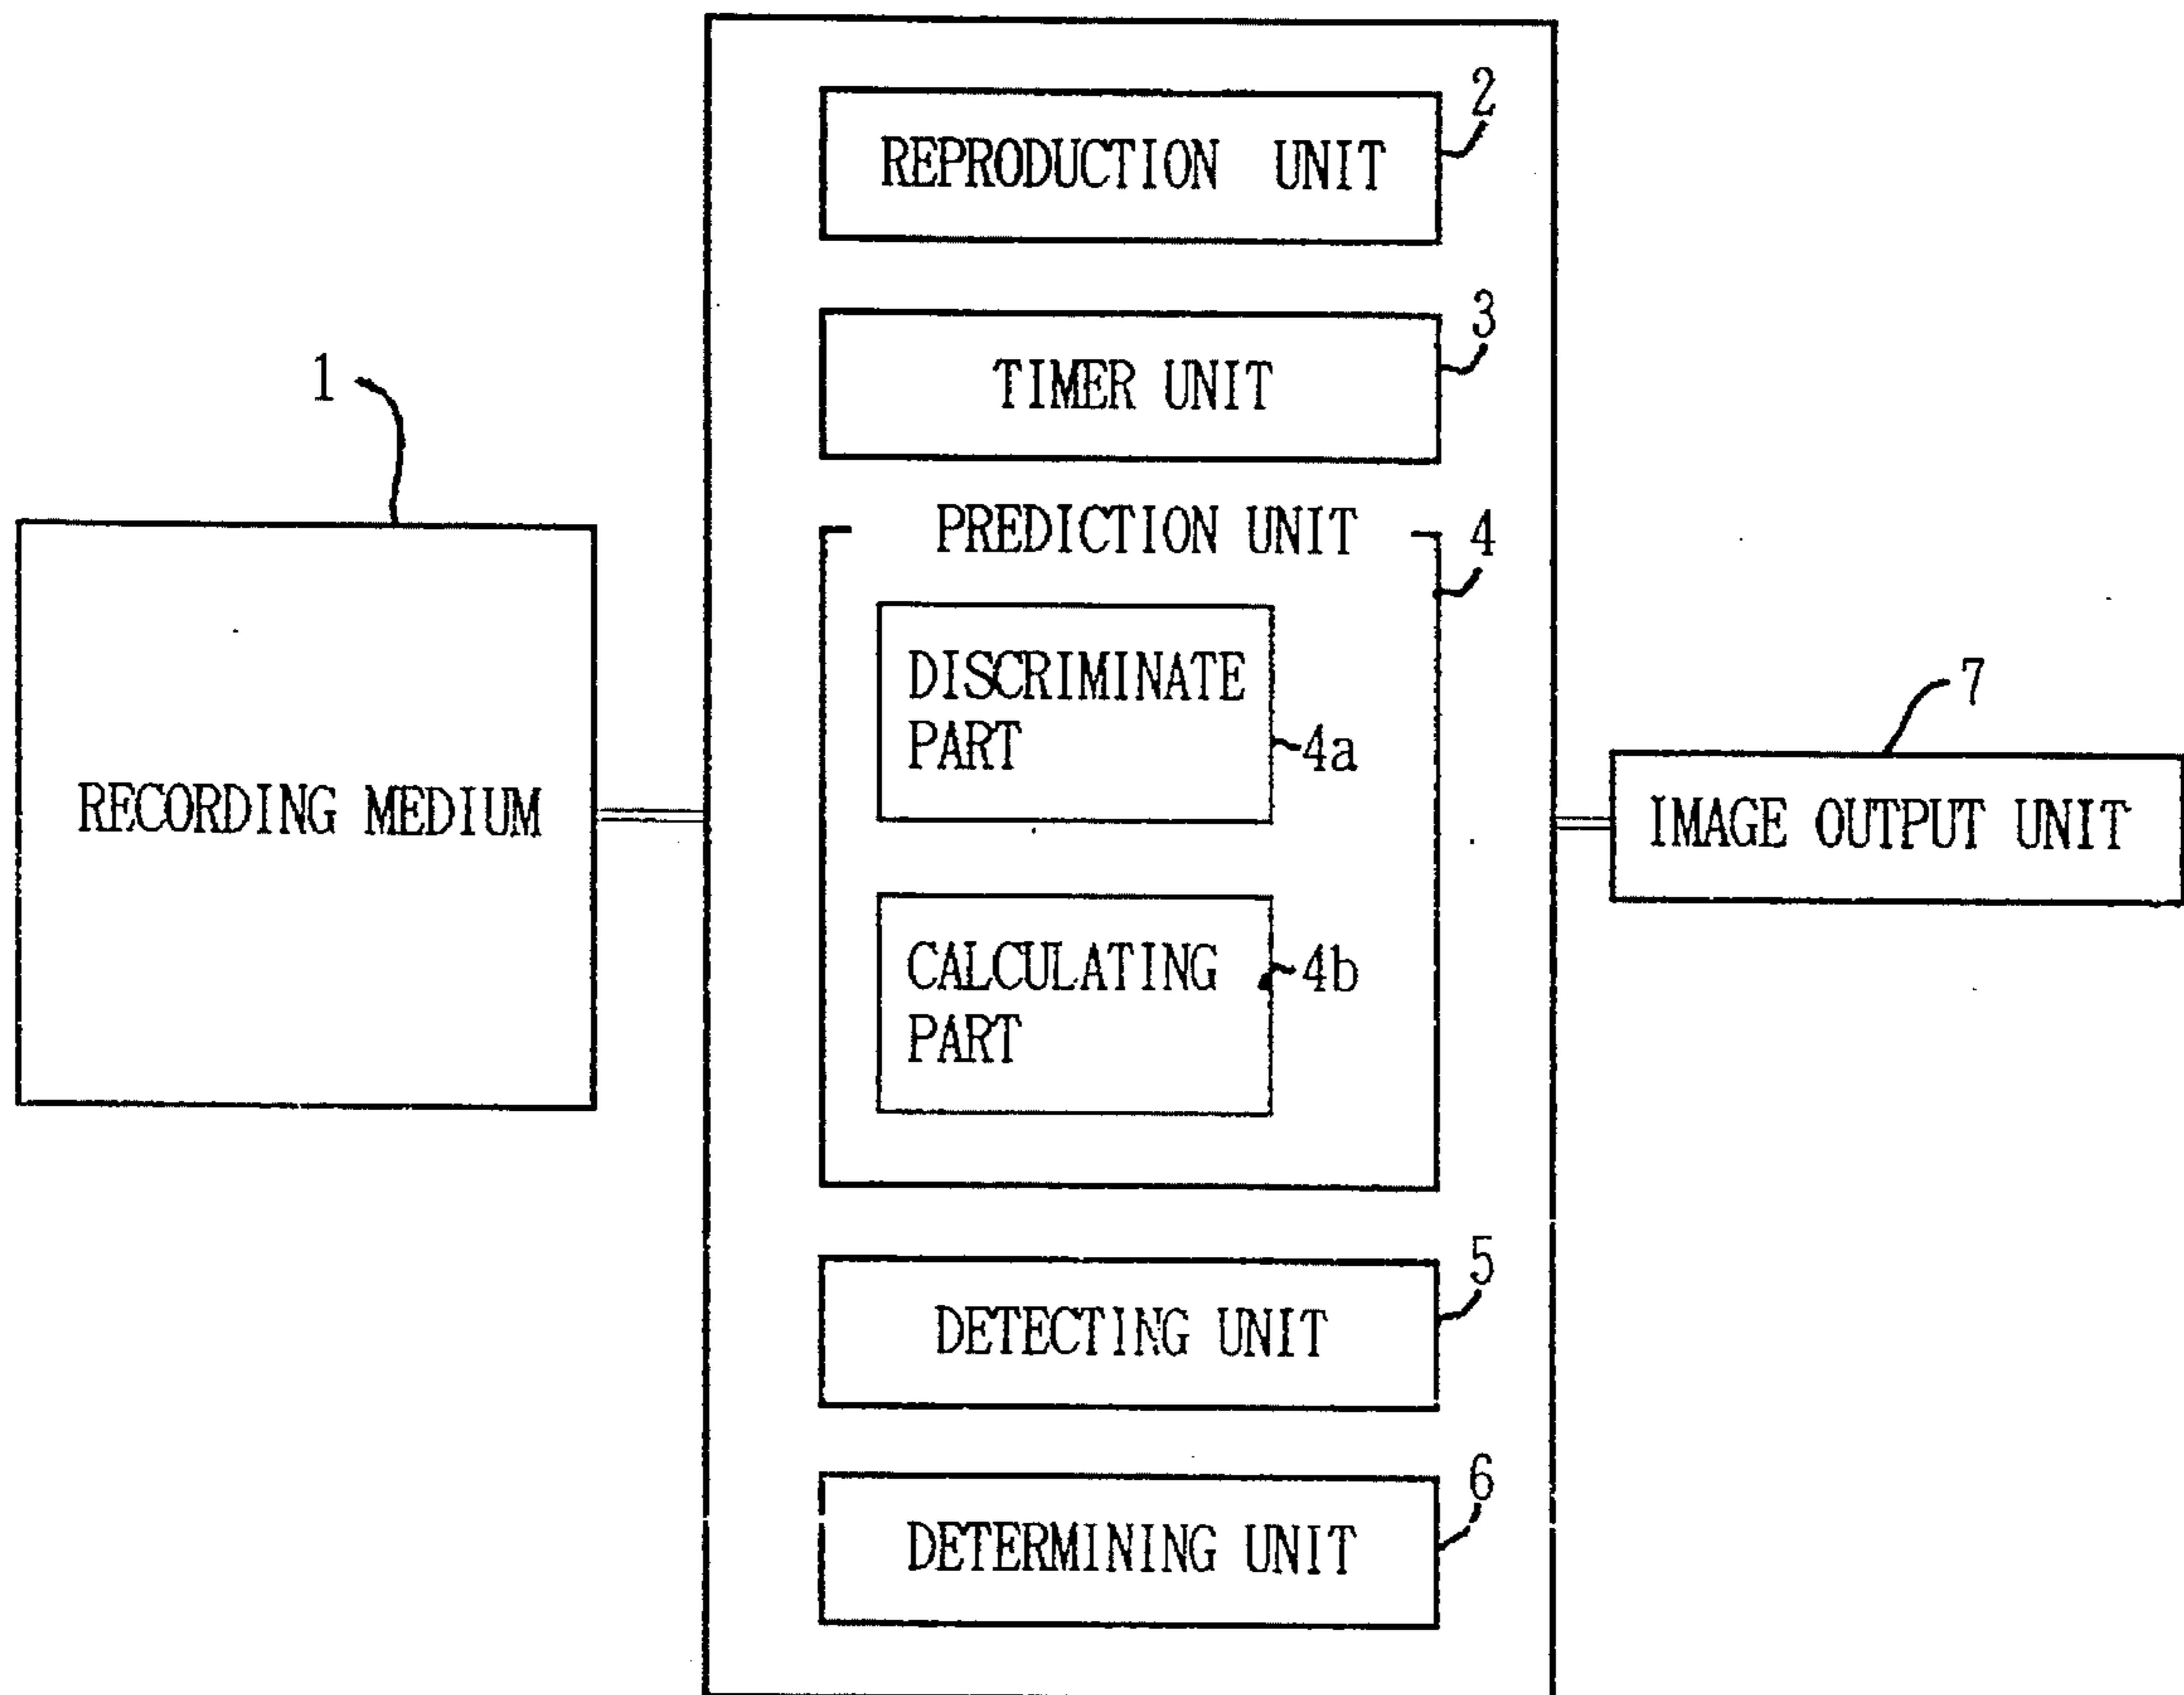 2
REPRODUCTION UNIT
3
TIMER UNIT
1
PREDICTION UNIT
4
DISCRIMINATE
PART
4a
7
RECORDING MEDIUM
IMAGE OUTPUT UNIT
CALCULATING
PART
4b
5
DETECTING UNIT
6
DETERMINING UNIT